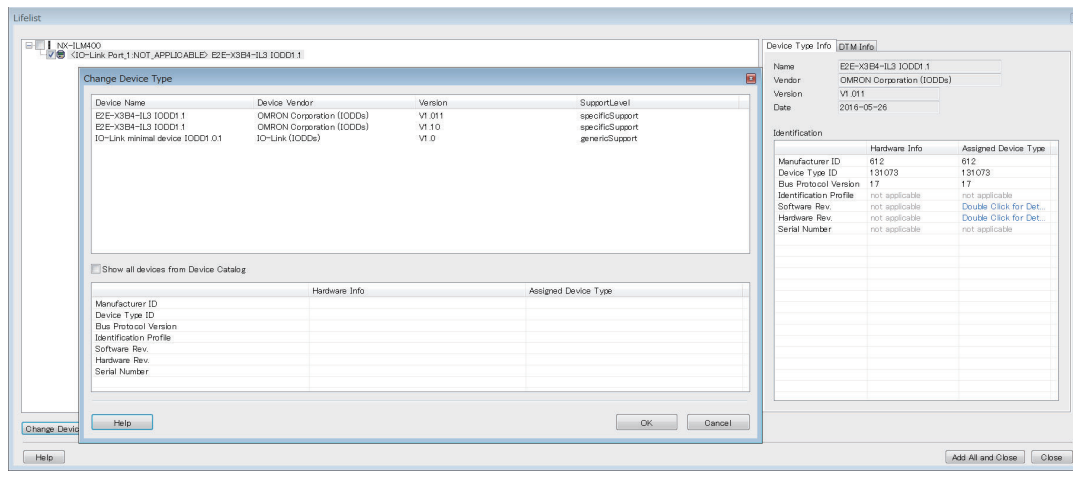 Lifelist
NX-ILM400
<IO-Link Port_1:NOT_APPLICABLE> E2E-X3B4-IL3 IODD1.1
Change Device Type
Device Name Device Vendor Version SupportLevel
E2E-X3B4-IL3 IODD1.1 OMRON Corporation (IODDs) V1.011 specificSupport
E2E-X3B4-IL3 IODD1.1 OMRON Corporation (IODDs) V1.10 specificSupport
IO-Link minimal device IODD1.0.1 IO-Link (IODDs) V1.0 genericSupport
Show all devices from Device Catalog
Hardware Info Assigned Device Type
Manufacturer ID
Device Type ID
Bus Protocol Version
Identification Profile
Software Rev.
Hardware Rev.
Serial Number
Help OK Cancel
Device Type Info DTM Info
Name E2E-X3B4-IL3 IODD1.1
Vendor OMRON Corporation (IODDs)
Version V1.011
Date 2016-05-26
Identification
Hardware Info Assigned Device Type
Manufacturer ID 612 612
Device Type ID 131073 131073
Bus Protocol Version 17 17
Identification Profile not applicable not applicable
Software Rev. not applicable Double Click for Det...
Hardware Rev. not applicable Double Click for Det...
Serial Number not applicable not applicable
Change Devic
Help Add All and Close Close